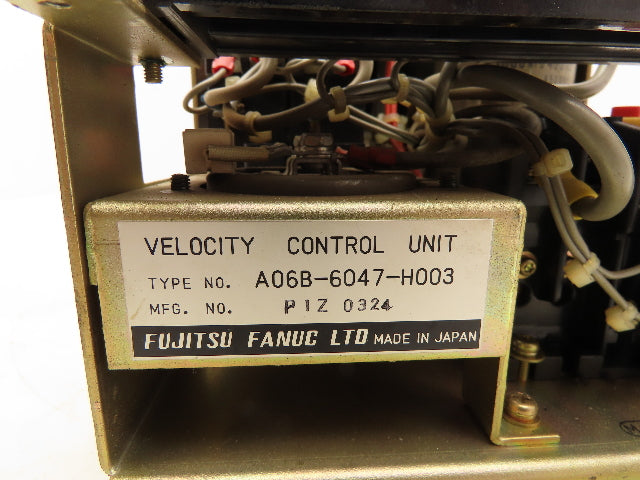 VELOCITY CONTROL UNIT
TYPE NO. A06B-6047-H003
MFG. NO. P1Z 0324
FUJITSU FANUC LTD MADE IN JAPAN